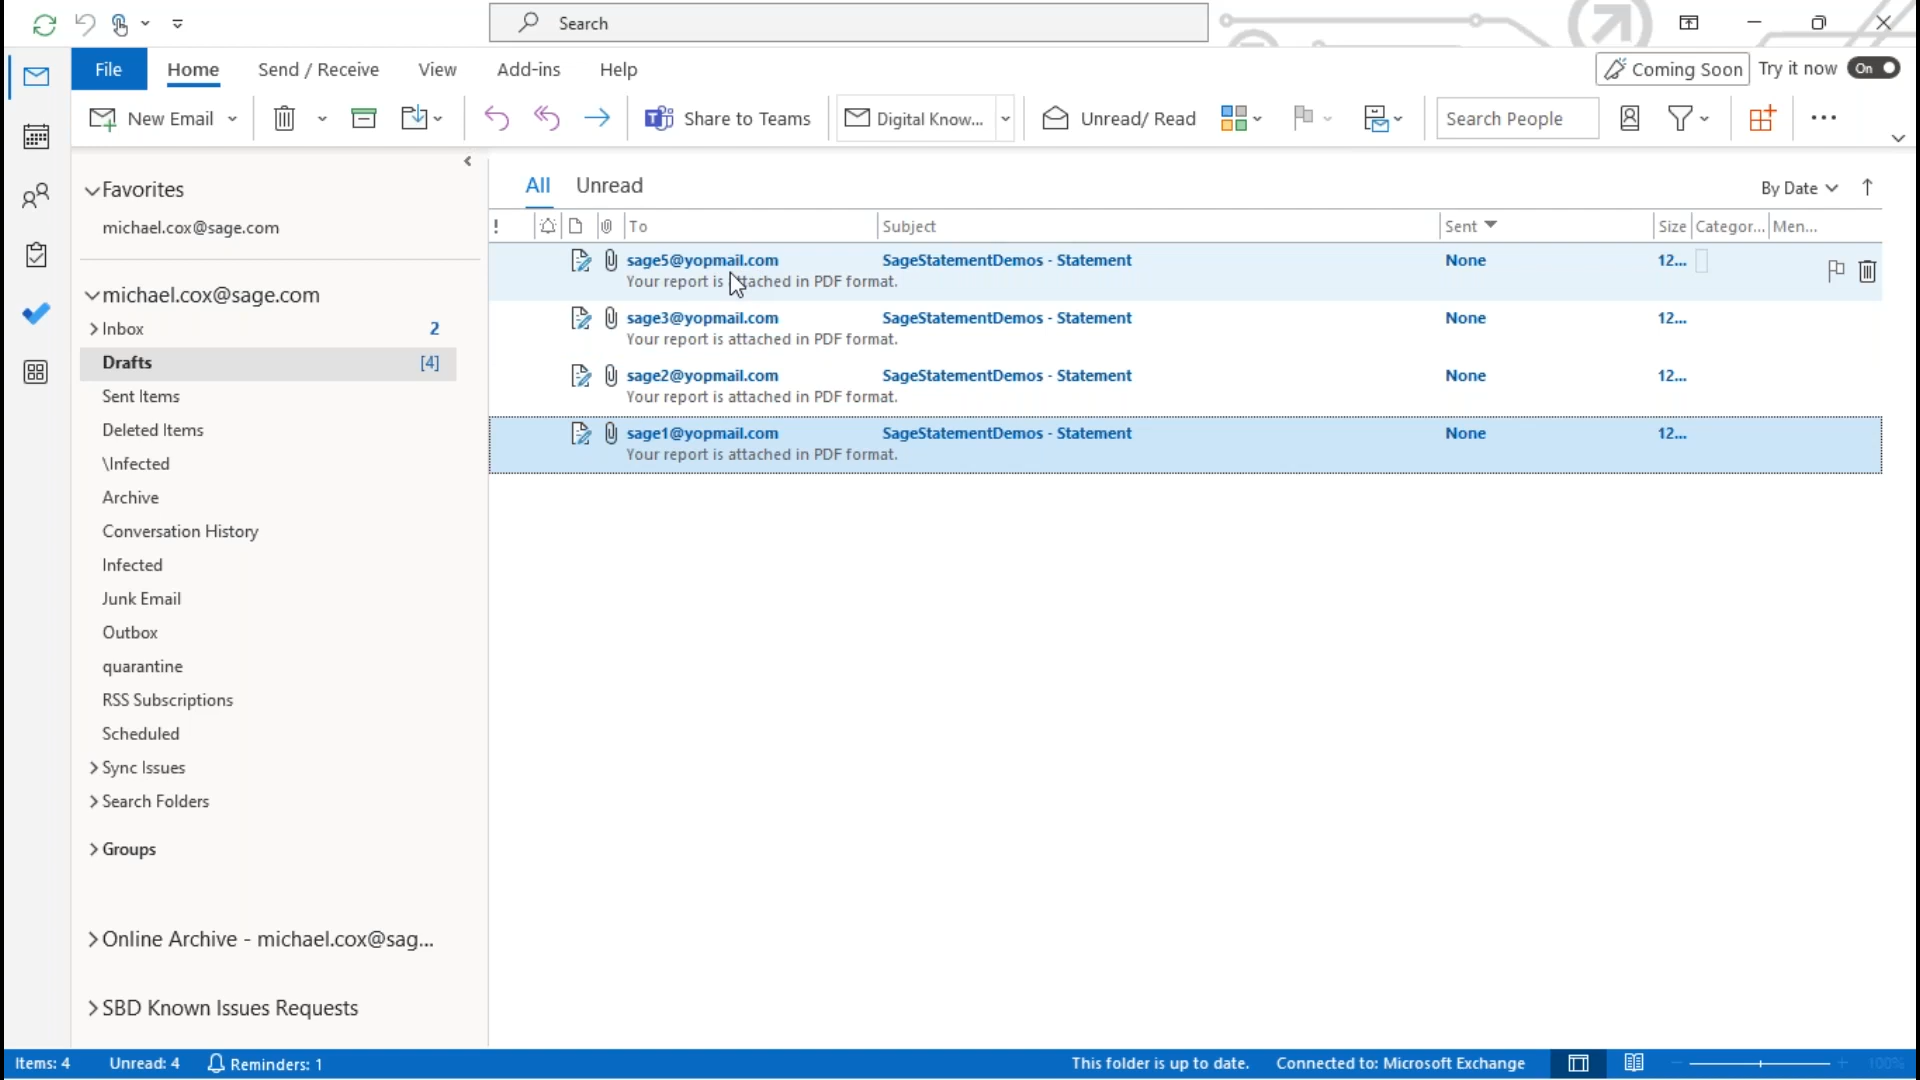 Search
File Home Send / Receive View Add-ins Help Coming Soon Try it now On
New Email Share to Teams Digital Know... Unread/ Read Search People ...
Favorites
michael.cox@sage.com
michael.cox@sage.com
Inbox 2
Drafts [4]
Sent Items
Deleted Items
\Infected
Archive
Conversation History
Infected
Junk Email
Outbox
quarantine
RSS Subscriptions
Scheduled
Sync Issues
Search Folders
Groups
Online Archive - michael.cox@sag...
SBD Known Issues Requests
All Unread By Date
! To Subject Sent Size Categor... Men...
sage5@yopmail.com SageStatementDemos - Statement None 12...
Your report is attached in PDF format.
sage3@yopmail.com SageStatementDemos - Statement None 12...
Your report is attached in PDF format.
sage2@yopmail.com SageStatementDemos - Statement None 12...
Your report is attached in PDF format.
sage1@yopmail.com SageStatementDemos - Statement None 12...
Your report is attached in PDF format.
Items: 4 Unread: 4 Reminders: 1 This folder is up to date. Connected to: Microsoft Exchange 100%